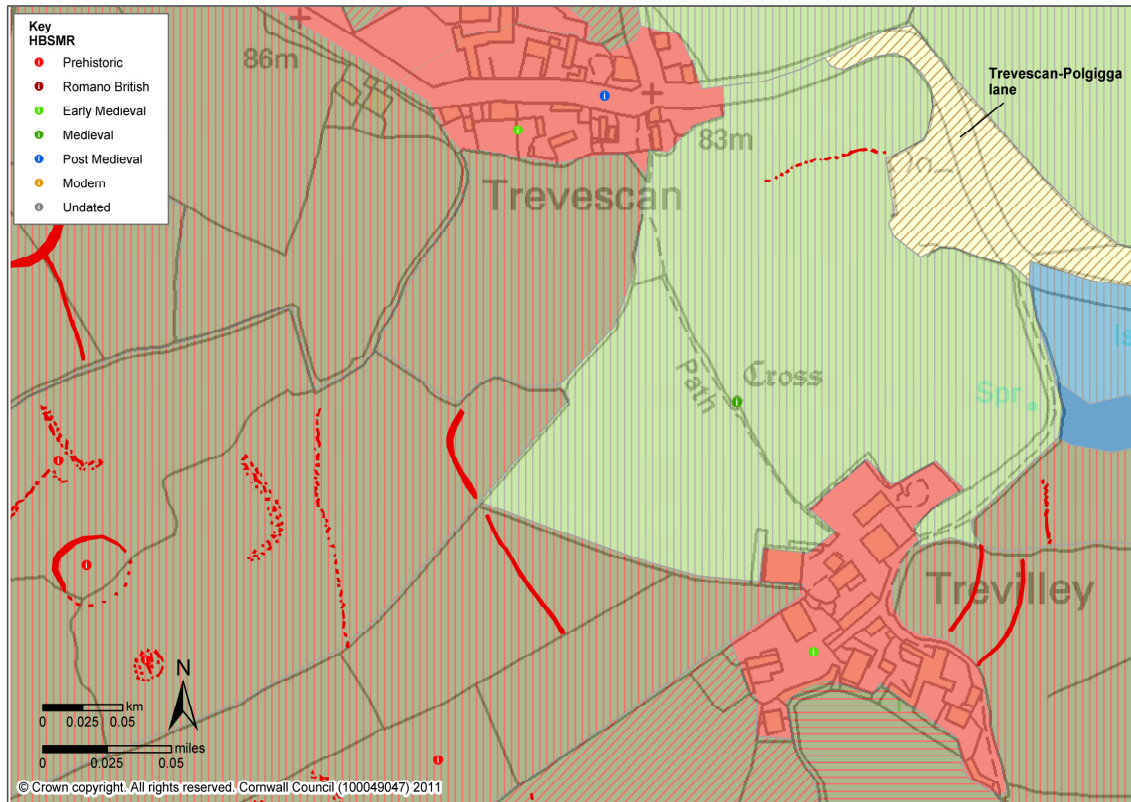 Key
HBSMR
Prehistoric
Romano British
Early Medieval
Medieval
Post Medieval
Modern
Undated
86m
Trevescan-Polgigga
lane
83m
Trevescan
Is
Path
Cross
Spr
Trevilley
N
km
0 0.025 0.05
miles
0 0.025 0.05
© Crown copyright. All rights reserved. Cornwall Council (100049047) 2011